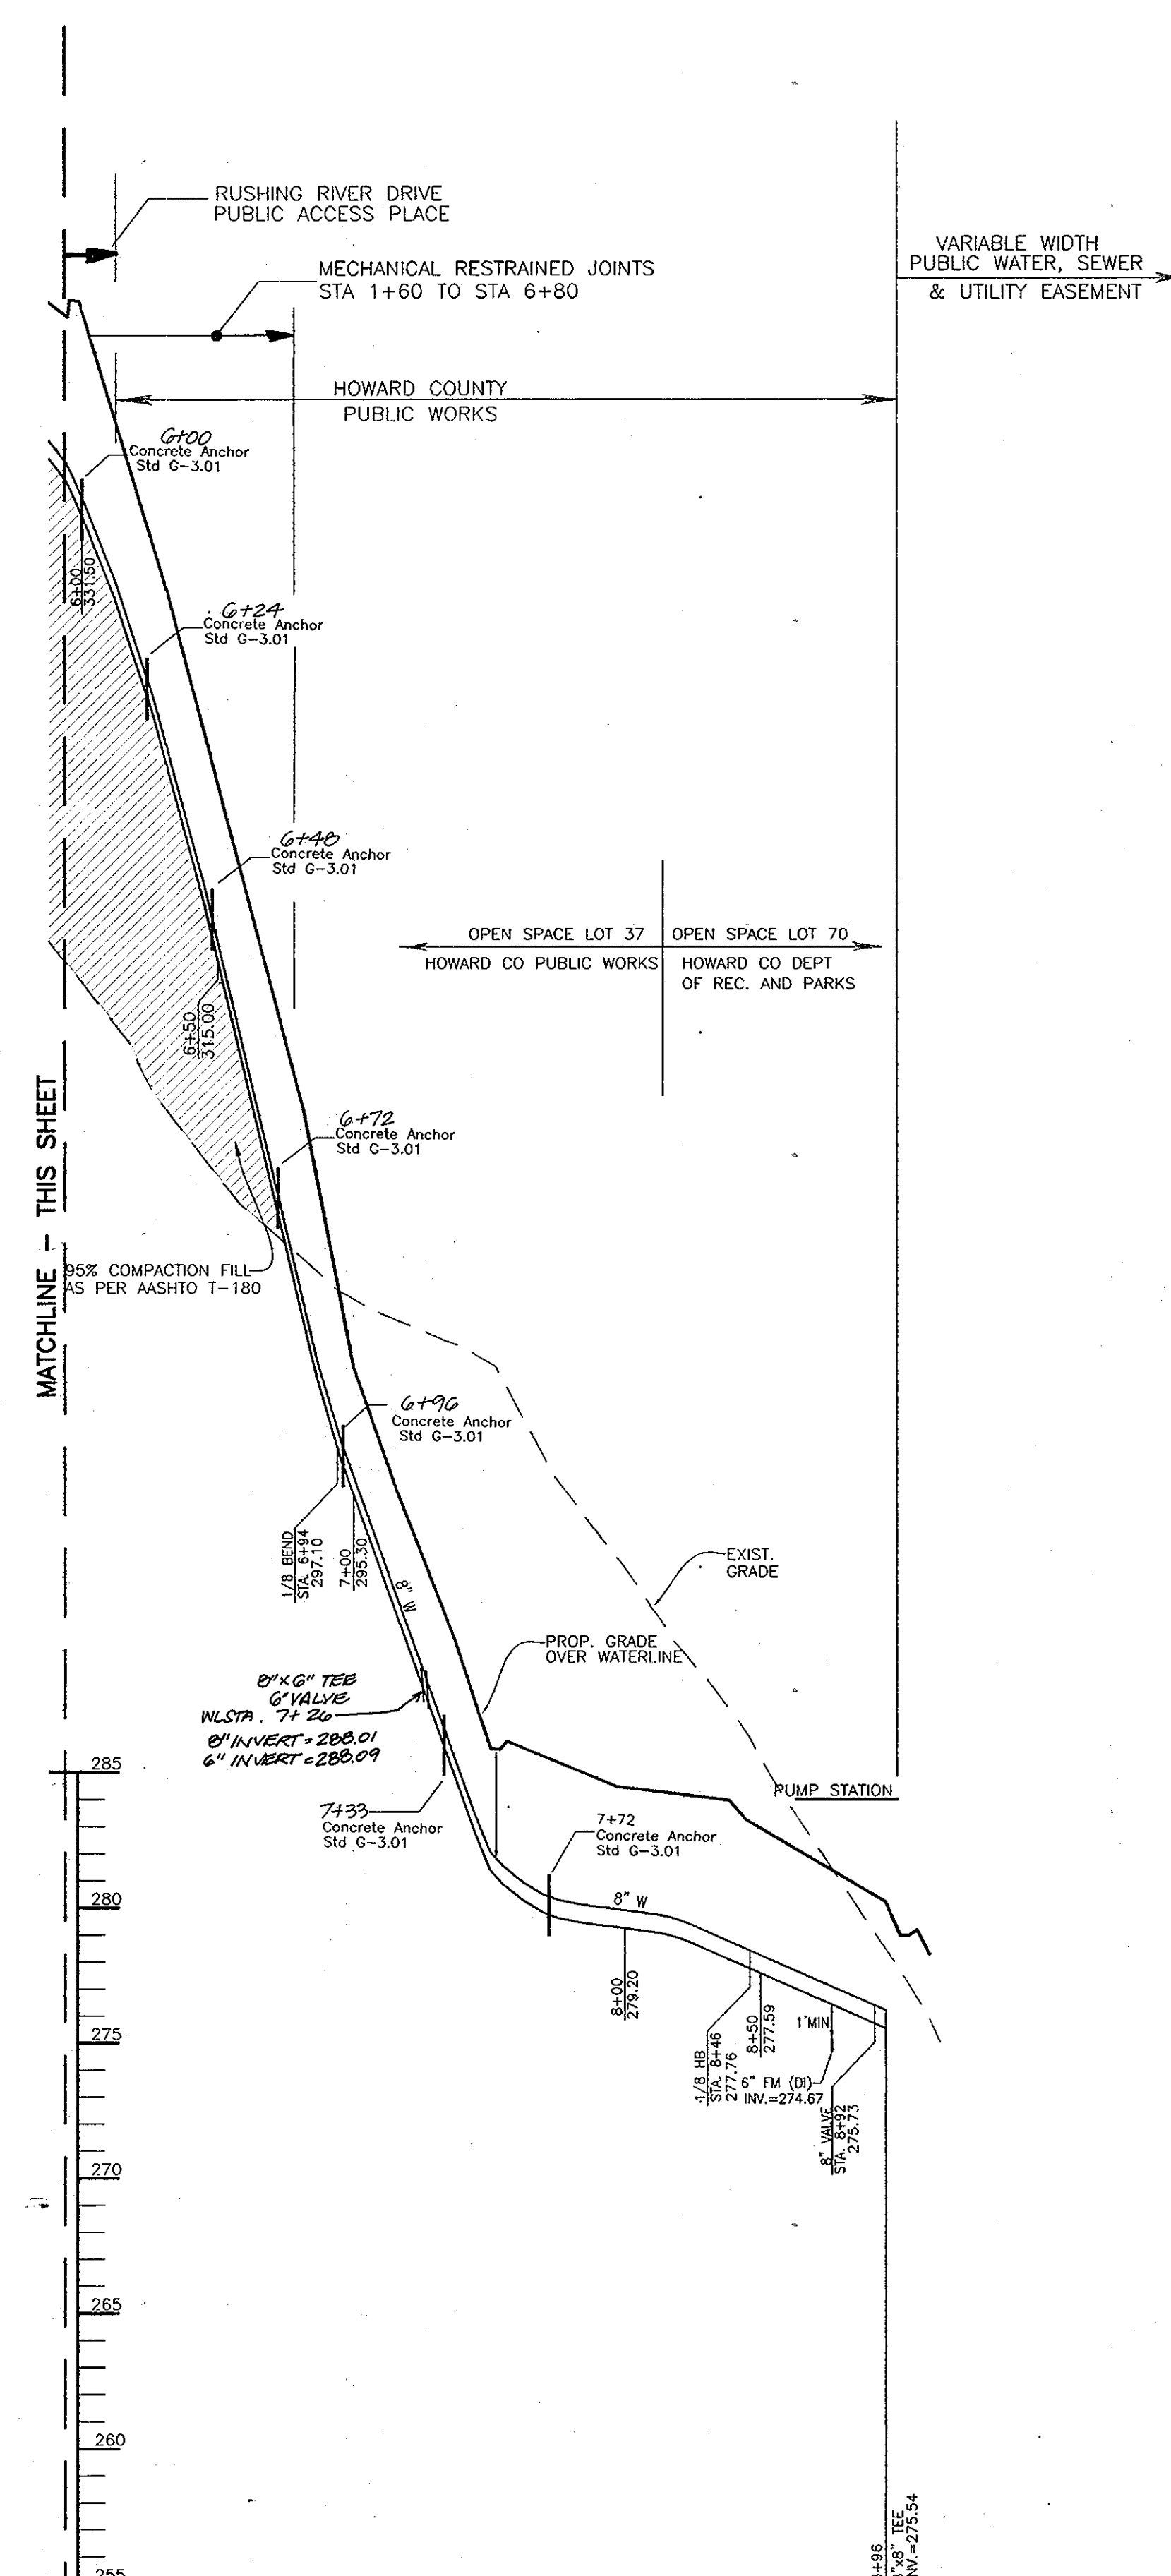 RUSHING RIVER DRIVE
PUBLIC ACCESS PLACE
VARIABLE WIDTH
PUBLIC WATER, SEWER
& UTILITY EASEMENT
MECHANICAL RESTRAINED JOINTS
STA 1+60 TO STA 6+80
HOWARD COUNTY
PUBLIC WORKS
6+00
Concrete Anchor
Std G-3.01
6+00
331.50
6+24
Concrete Anchor
Std G-3.01
6+48
Concrete Anchor
Std G-3.01
OPEN SPACE LOT 37
HOWARD CO PUBLIC WORKS
OPEN SPACE LOT 70
HOWARD CO DEPT
OF REC. AND PARKS
6+50
315.00
MATCHLINE - THIS SHEET
6+72
Concrete Anchor
Std G-3.01
95% COMPACTION FILL
AS PER AASHTO T-180
6+96
Concrete Anchor
Std G-3.01
1/8 BEND
STA. 6+94
297.10
7+00
295.30
8" W
EXIST.
GRADE
PROP. GRADE
OVER WATERLINE
8"X6" TEE
6" VALVE
WLSTA. 7+26
8" INVERT=288.01
6" INVERT=288.09
285
PUMP STATION
7+33
Concrete Anchor
Std G-3.01
7+72
Concrete Anchor
Std G-3.01
280
8" W
8+00
279.20
275
1/8 HB
STA. 8+46
277.76
8+50
277.59
1'MIN
6" FM (DI)
INV.=274.67
8" VALVE
STA. 8+92
275.73
270
265
260
255
+96
"x8" TEE
NV.=275.54